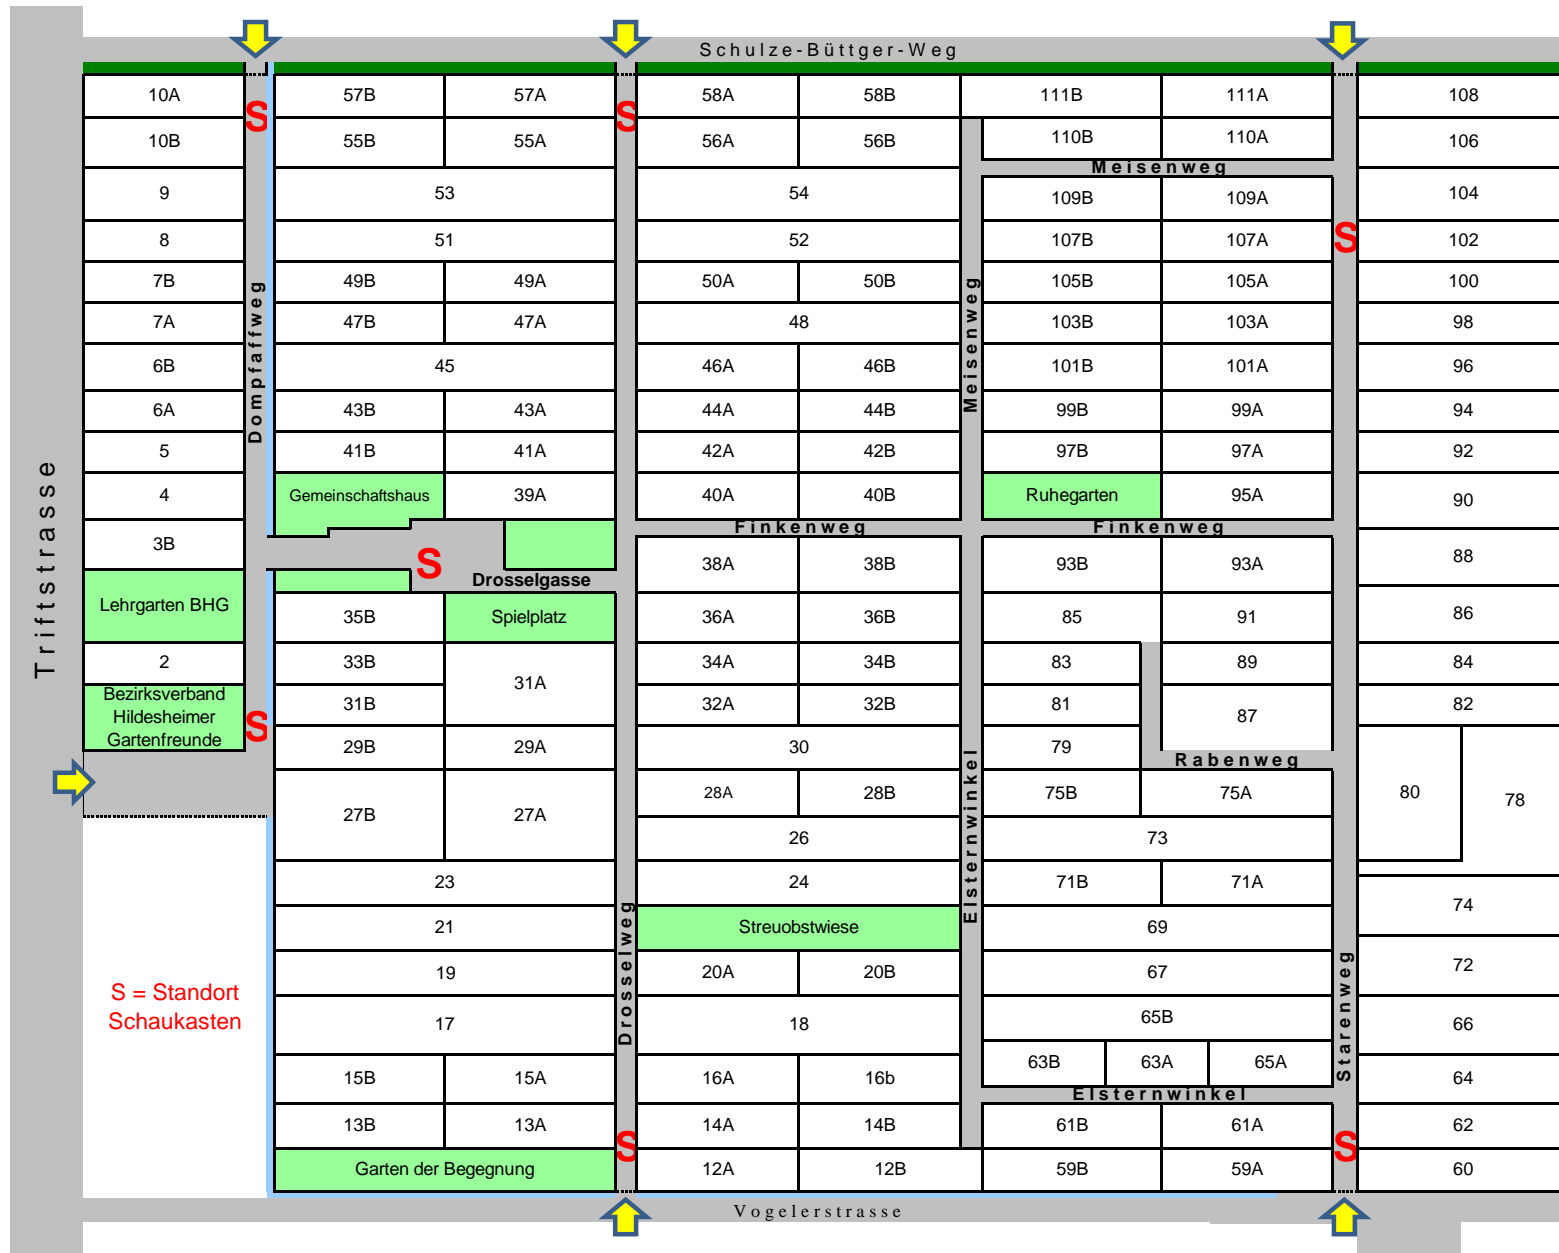 Schulze-Büttger-Weg
10A 57B 57A 58A 58B 111B 111A 108
S S
10B 55B 55A 56A 56B 110B 110A 106
Meisenweg
9 53 54 109B 109A 104
8 51 52 107B 107A S 102
7B 49B 49A 50A 50B 105B 105A 100
7A 47B 47A 48 103B 103A 98
Dompfaffweg
Meisenweg
6B 45 46A 46B 101B 101A 96
6A 43B 43A 44A 44B 99B 99A 94
5 41B 41A 42A 42B 97B 97A 92
4 Gemeinschaftshaus 39A 40A 40B Ruhegarten 95A 90
Finkenweg Finkenweg
Triftstrasse
3B S 38A 38B 93B 93A 88
Drosselgasse
Lehrgarten BHG 35B Spielplatz 36A 36B 85 91 86
2 33B 31A 34A 34B 83 89 84
31B 32A 32B 81 87 82
Bezirksverband
Hildesheimer
Gartenfreunde
S
29B 29A 30 79
Rabenweg
27B 27A 28A 28B 75B 75A 80 78
26 73
Elsternwinkel
23 24 71B 71A
74
21 Streuobstwiese 69
Drosselweg
19 20A 20B 67 72
S = Standort
Schaukasten
17 18 65B 66
Starenweg
63B 63A 65A
15B 15A 16A 16b 64
Elsternwinkel
13B 13A 14A 14B 61B 61A 62
S S
Garten der Begegnung 12A 12B 59B 59A 60
Vogelerstrasse